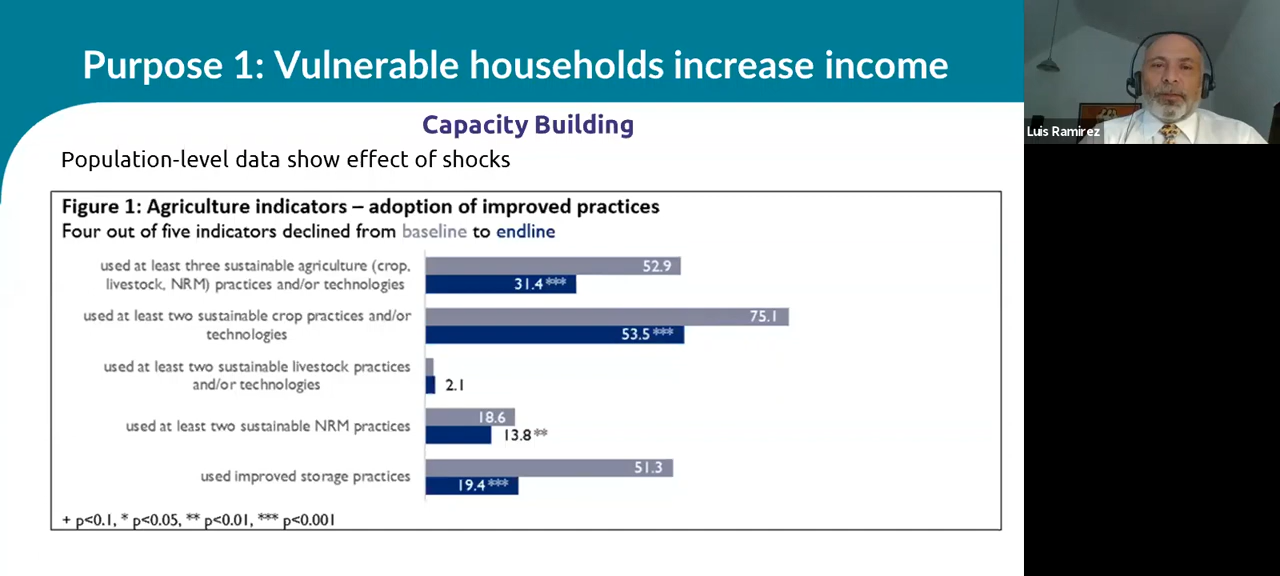 Purpose 1: Vulnerable households increase income
Capacity Building
Population-level data show effect of shocks
Figure 1: Agriculture indicators – adoption of improved practices
Four out of five indicators declined from baseline to endline
used at least three sustainable agriculture (crop,
livestock, NRM) practices and/or technologies
52.9
31.4***
used at least two sustainable crop practices and/or
technologies
75.1
53.5***
used at least two sustainable livestock practices
and/or technologies
2.1
used at least two sustainable NRM practices
18.6
13.8**
used improved storage practices
51.3
19.4***
+ p<0.1, * p<0.05, ** p<0.01, *** p<0.001
Luis Ramirez